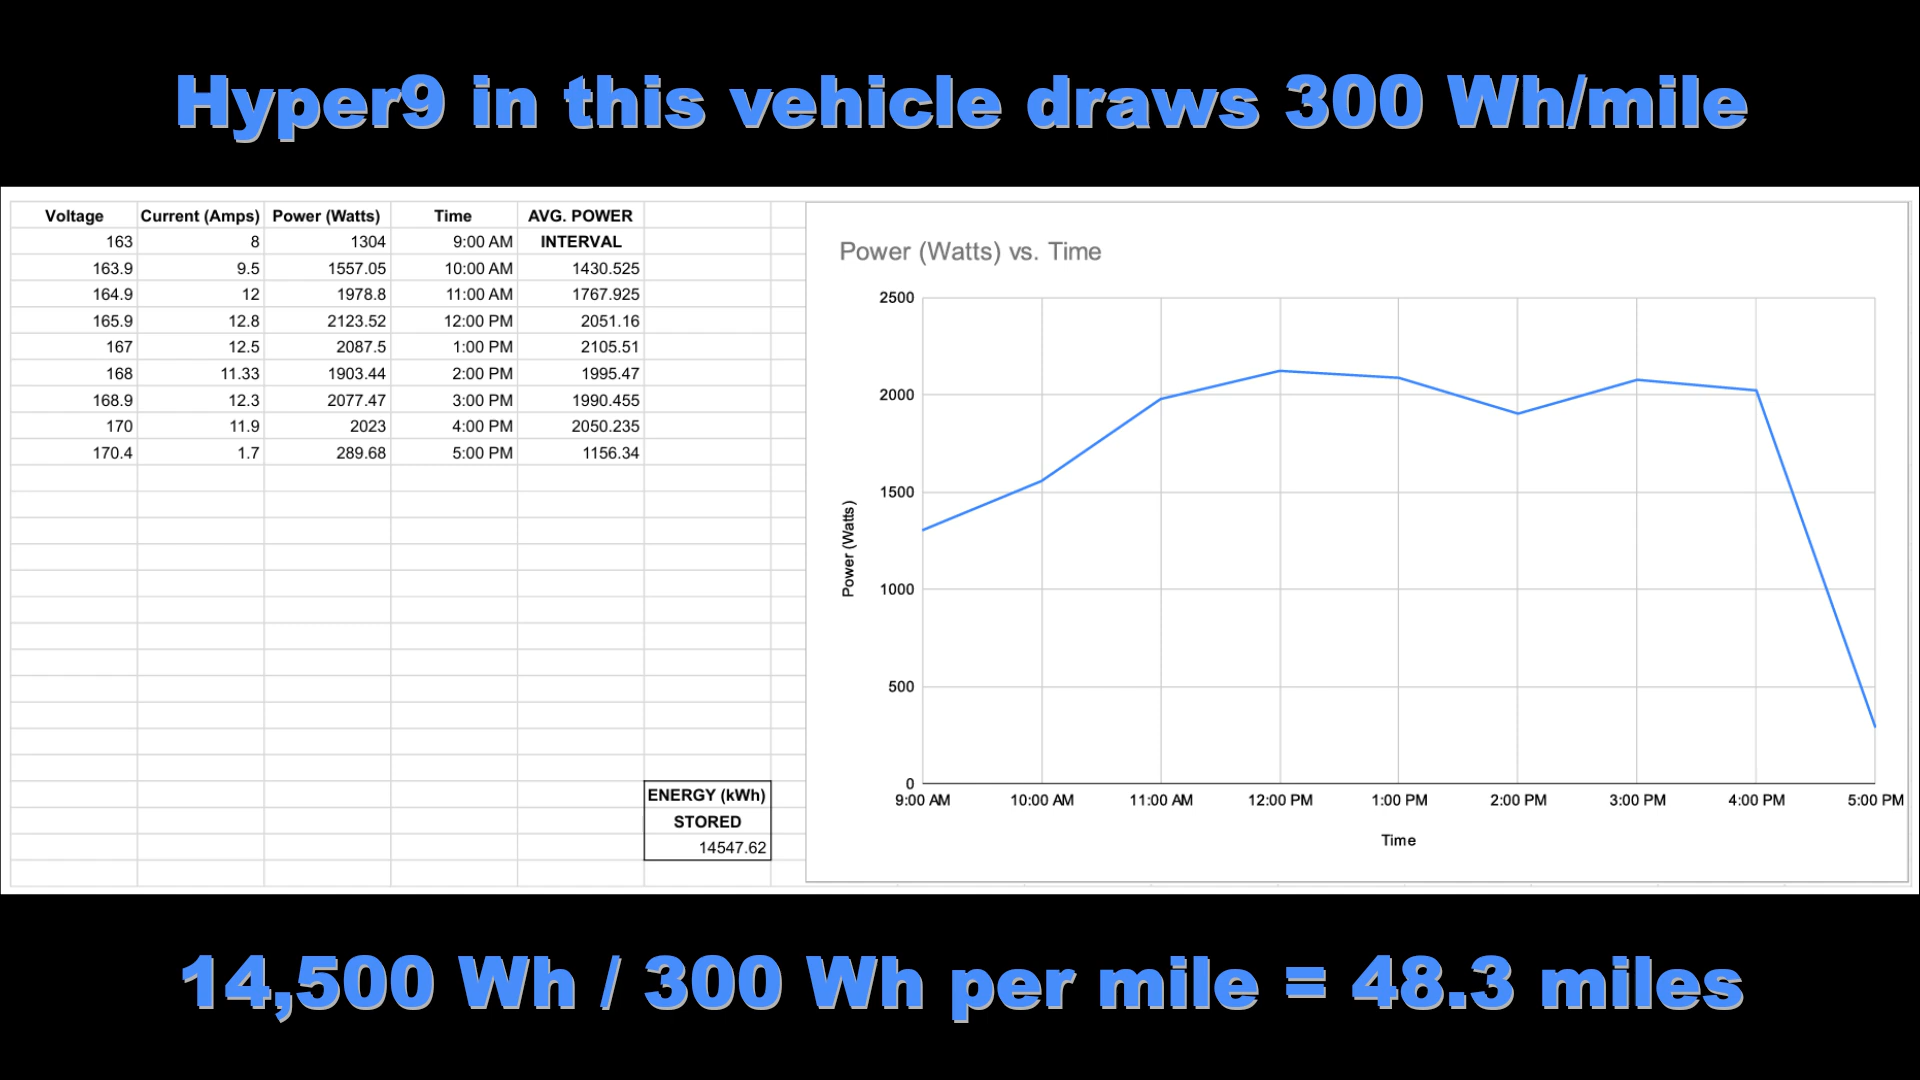 Hyper9 in this vehicle draws 300 Wh/mile
Voltage Current (Amps) Power (Watts) Time AVG. POWER
163 8 1304 9:00 AM INTERVAL
163.9 9.5 1557.05 10:00 AM 1430.525
164.9 12 1978.8 11:00 AM 1767.925
165.9 12.8 2123.52 12:00 PM 2051.16
167 12.5 2087.5 1:00 PM 2105.51
168 11.33 1903.44 2:00 PM 1995.47
168.9 12.3 2077.47 3:00 PM 1990.455
170 11.9 2023 4:00 PM 2050.235
170.4 1.7 289.68 5:00 PM 1156.34
ENERGY (kWh)
STORED
14547.62
Power (Watts) vs. Time
2500
2000
1500
1000
500
0
Power (Watts)
9:00 AM 10:00 AM 11:00 AM 12:00 PM 1:00 PM 2:00 PM 3:00 PM 4:00 PM 5:00 PM
Time
14,500 Wh / 300 Wh per mile = 48.3 miles